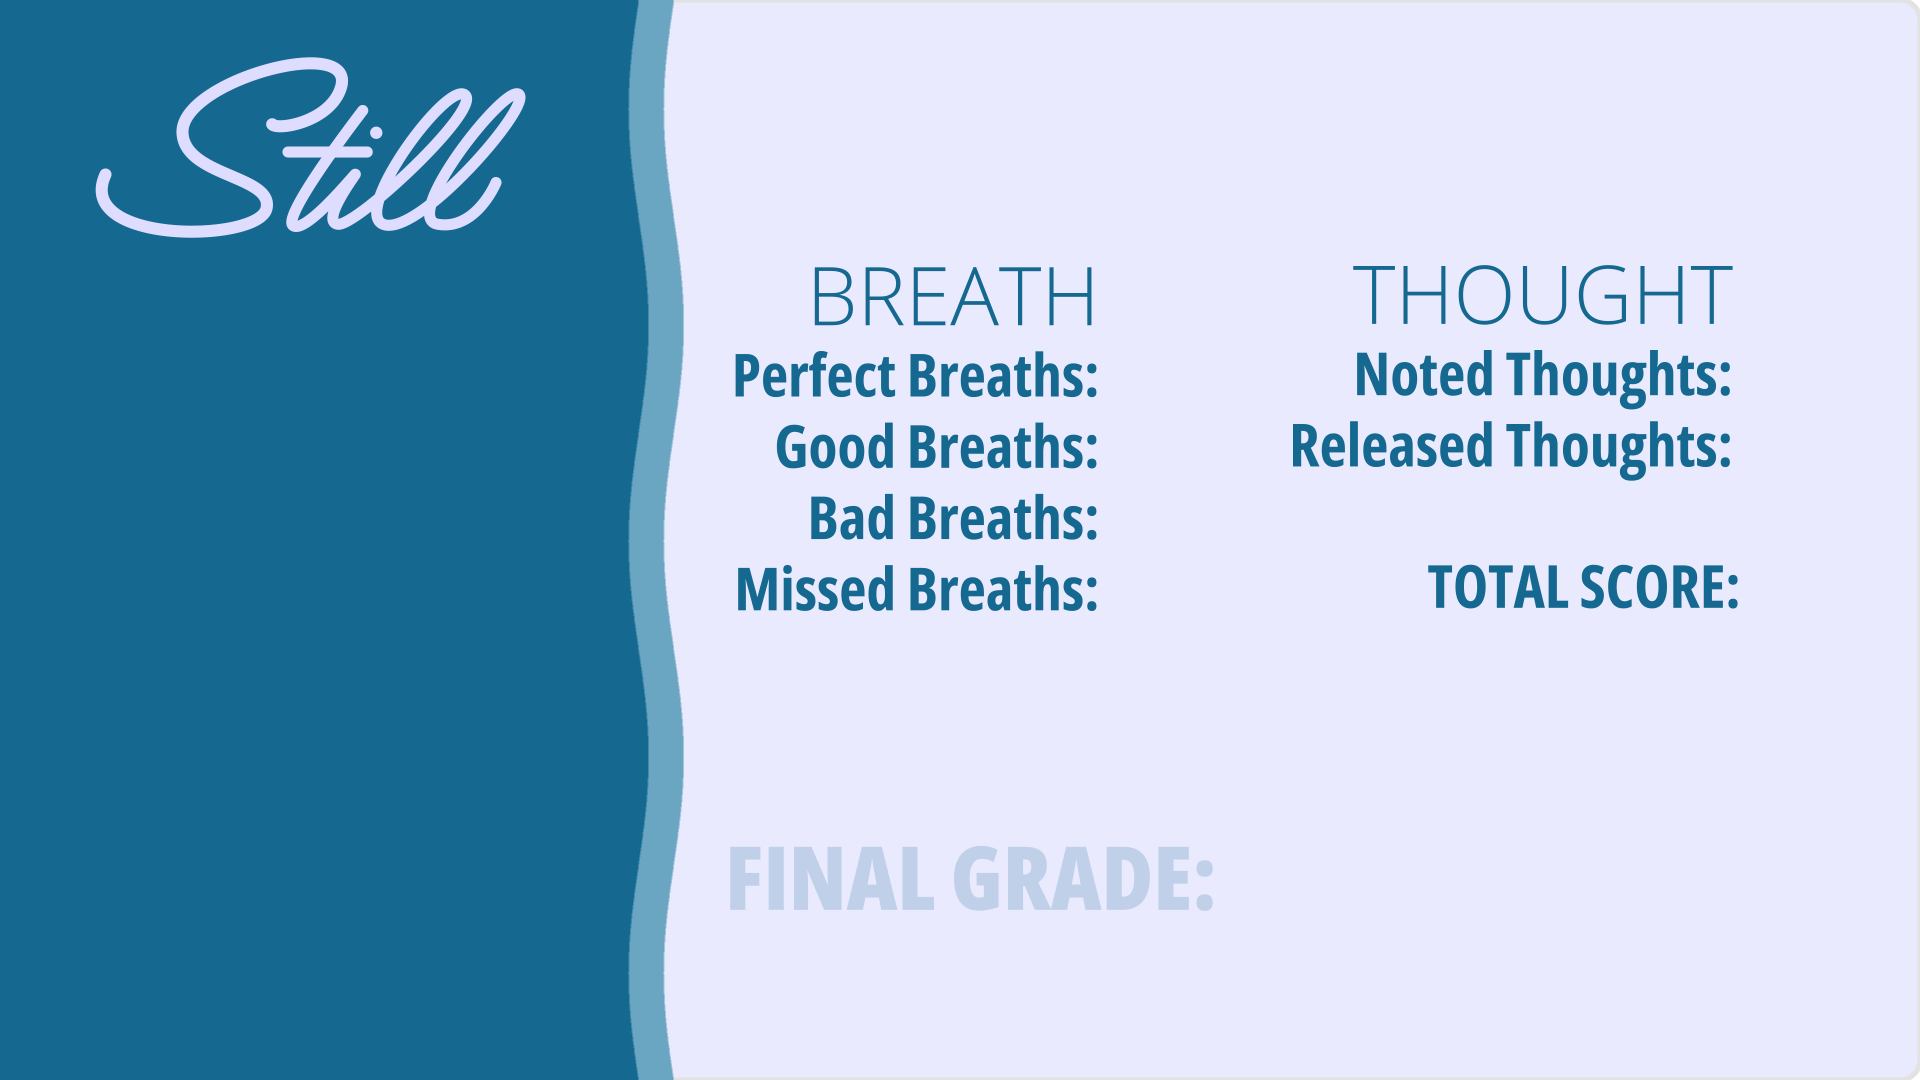 Still
BREATH
Perfect Breaths:
Good Breaths:
Bad Breaths:
Missed Breaths:
THOUGHT
Noted Thoughts:
Released Thoughts:
TOTAL SCORE:
FINAL GRADE: